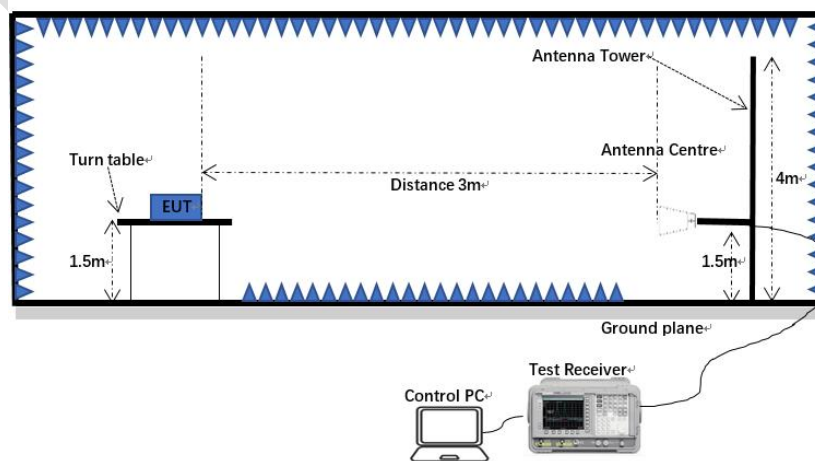 Antenna Tower↵
Antenna Centre
Turn table↵
Distance 3m↵
4m↵
EUT
1.5m
1.5m↵
Ground plane↵
Test Receiver↵
Control PC↵